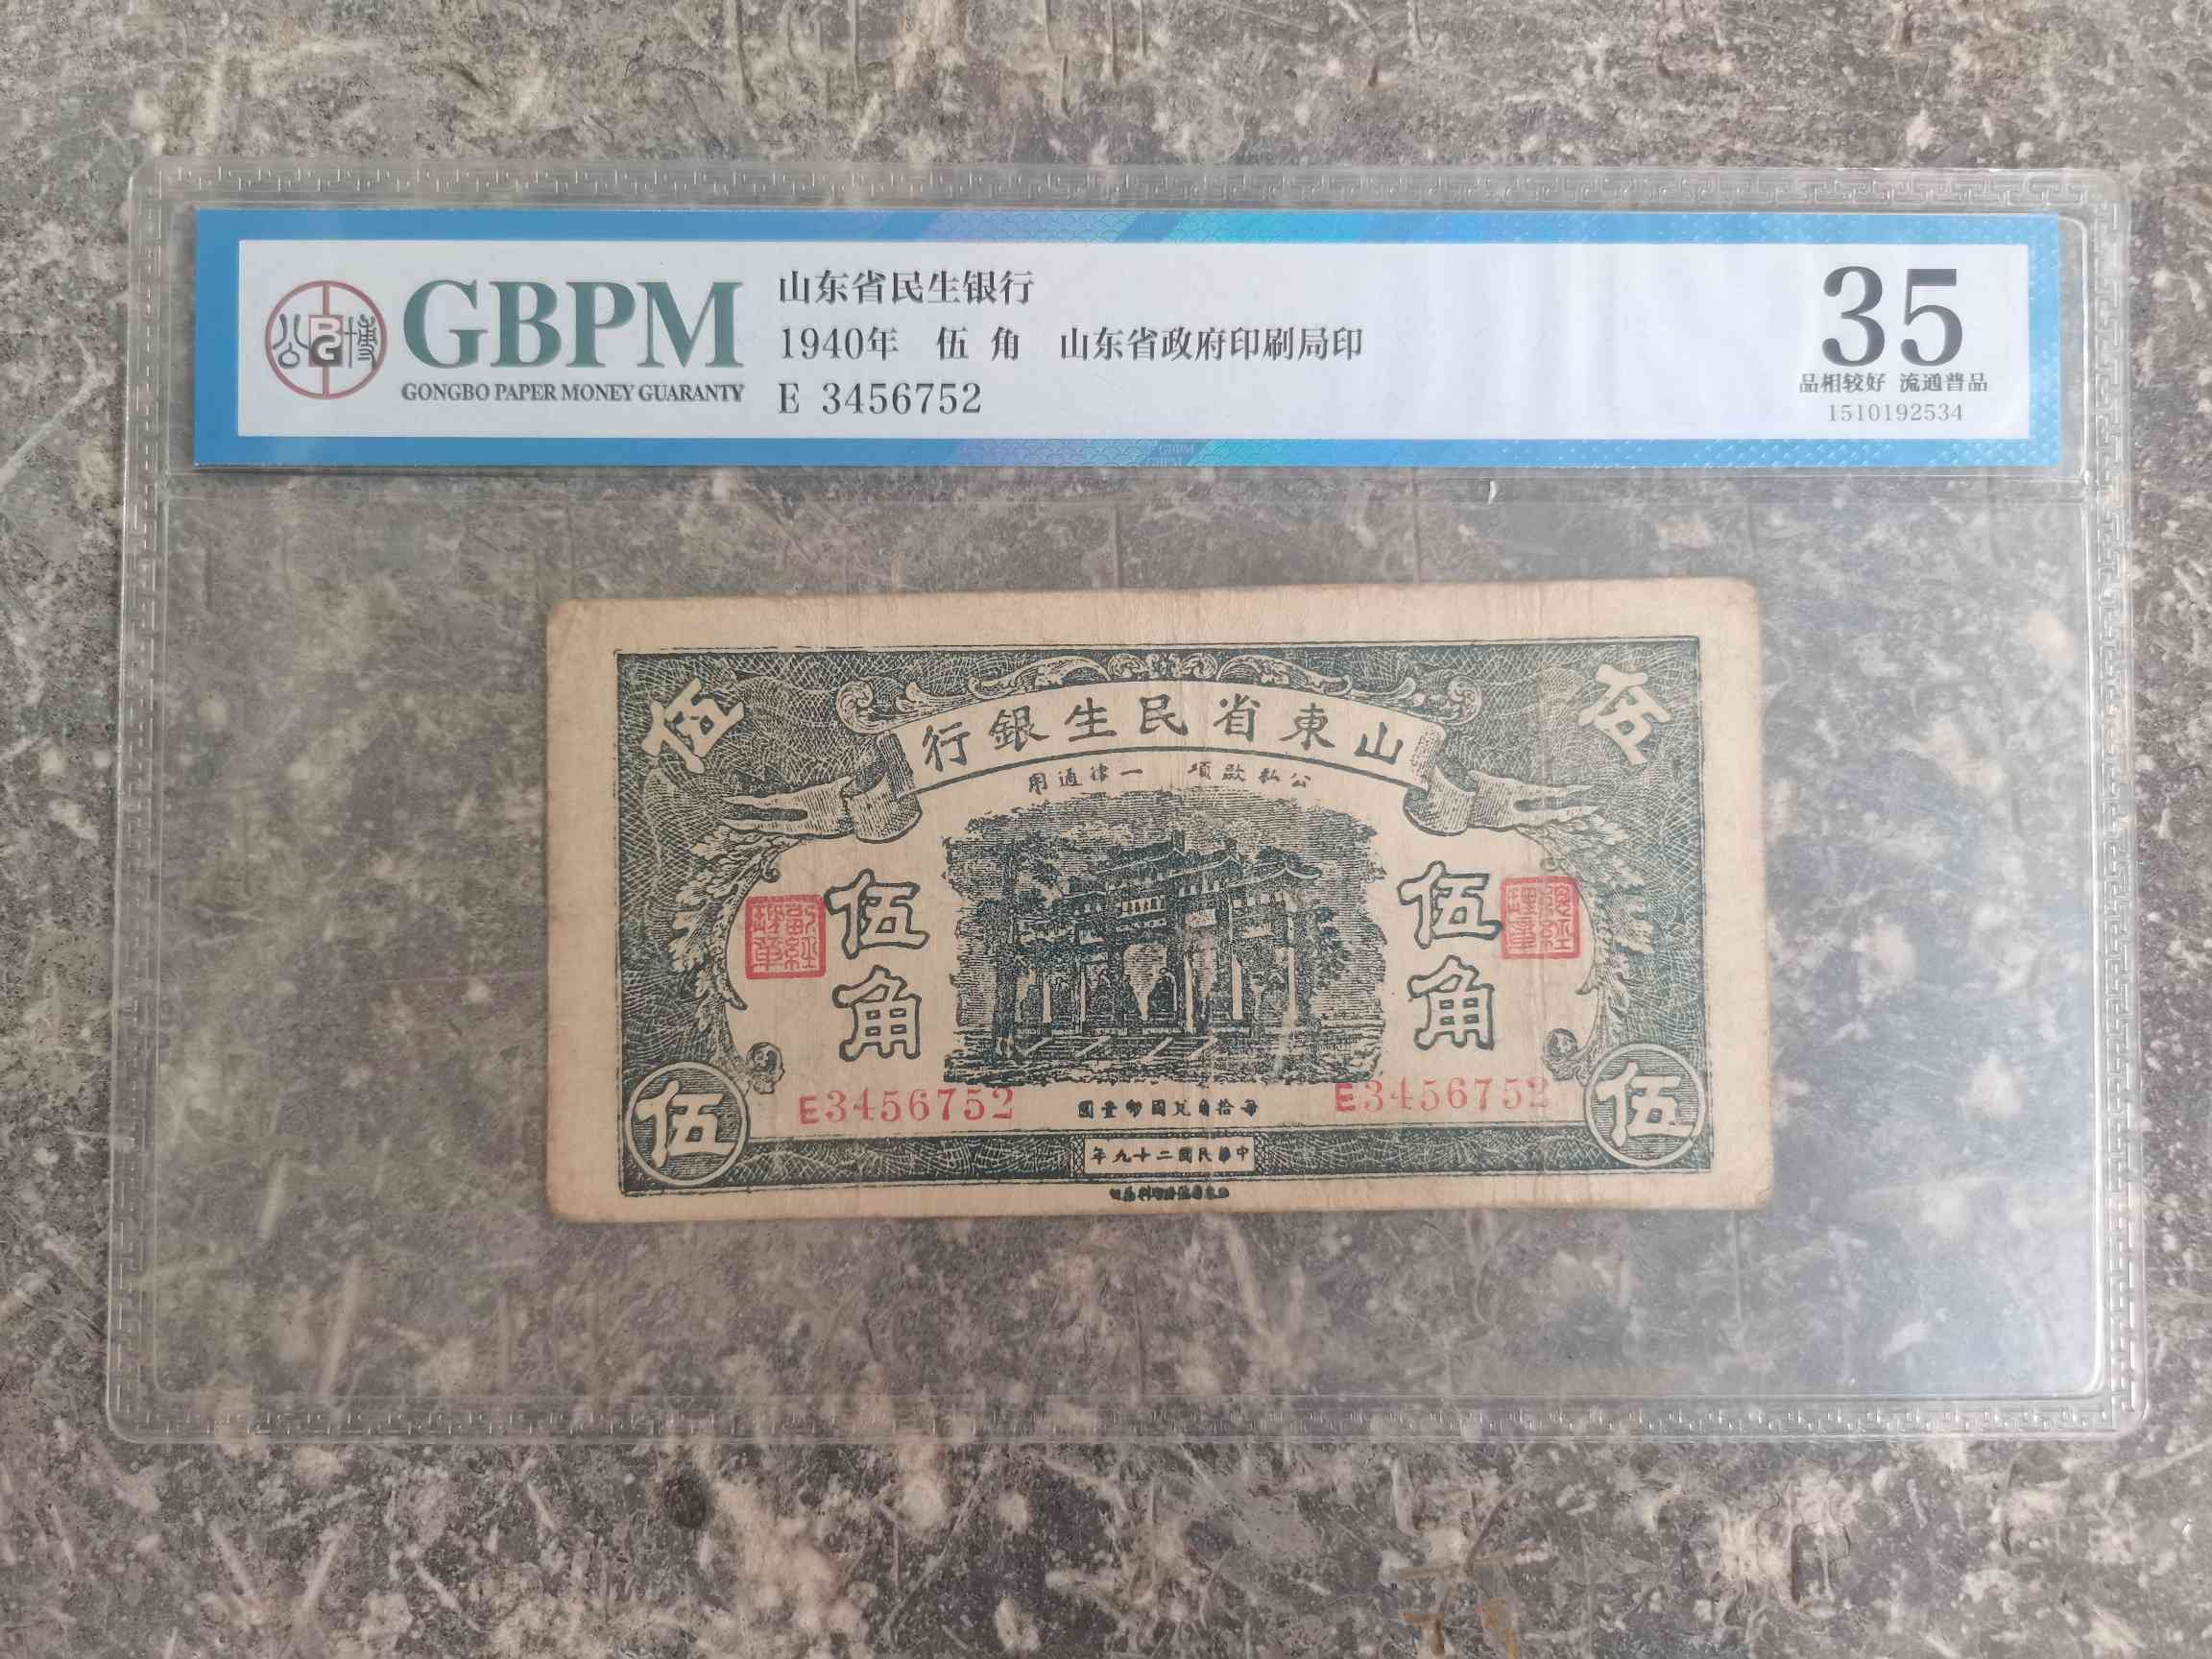 公博
GBPM
GONGBO PAPER MONEY GUARANTY
山东省民生银行
1940年 伍 角 山东省政府印刷局印
E 3456752
35
品相较好 流通普品
1510192534
GBPM
伍 伍
行銀生民省東山
用通律一 項欵私公
伍角 伍角
E3456752 圓壹幣國兌角拾每 E3456752
伍 伍
年九十二國民華中